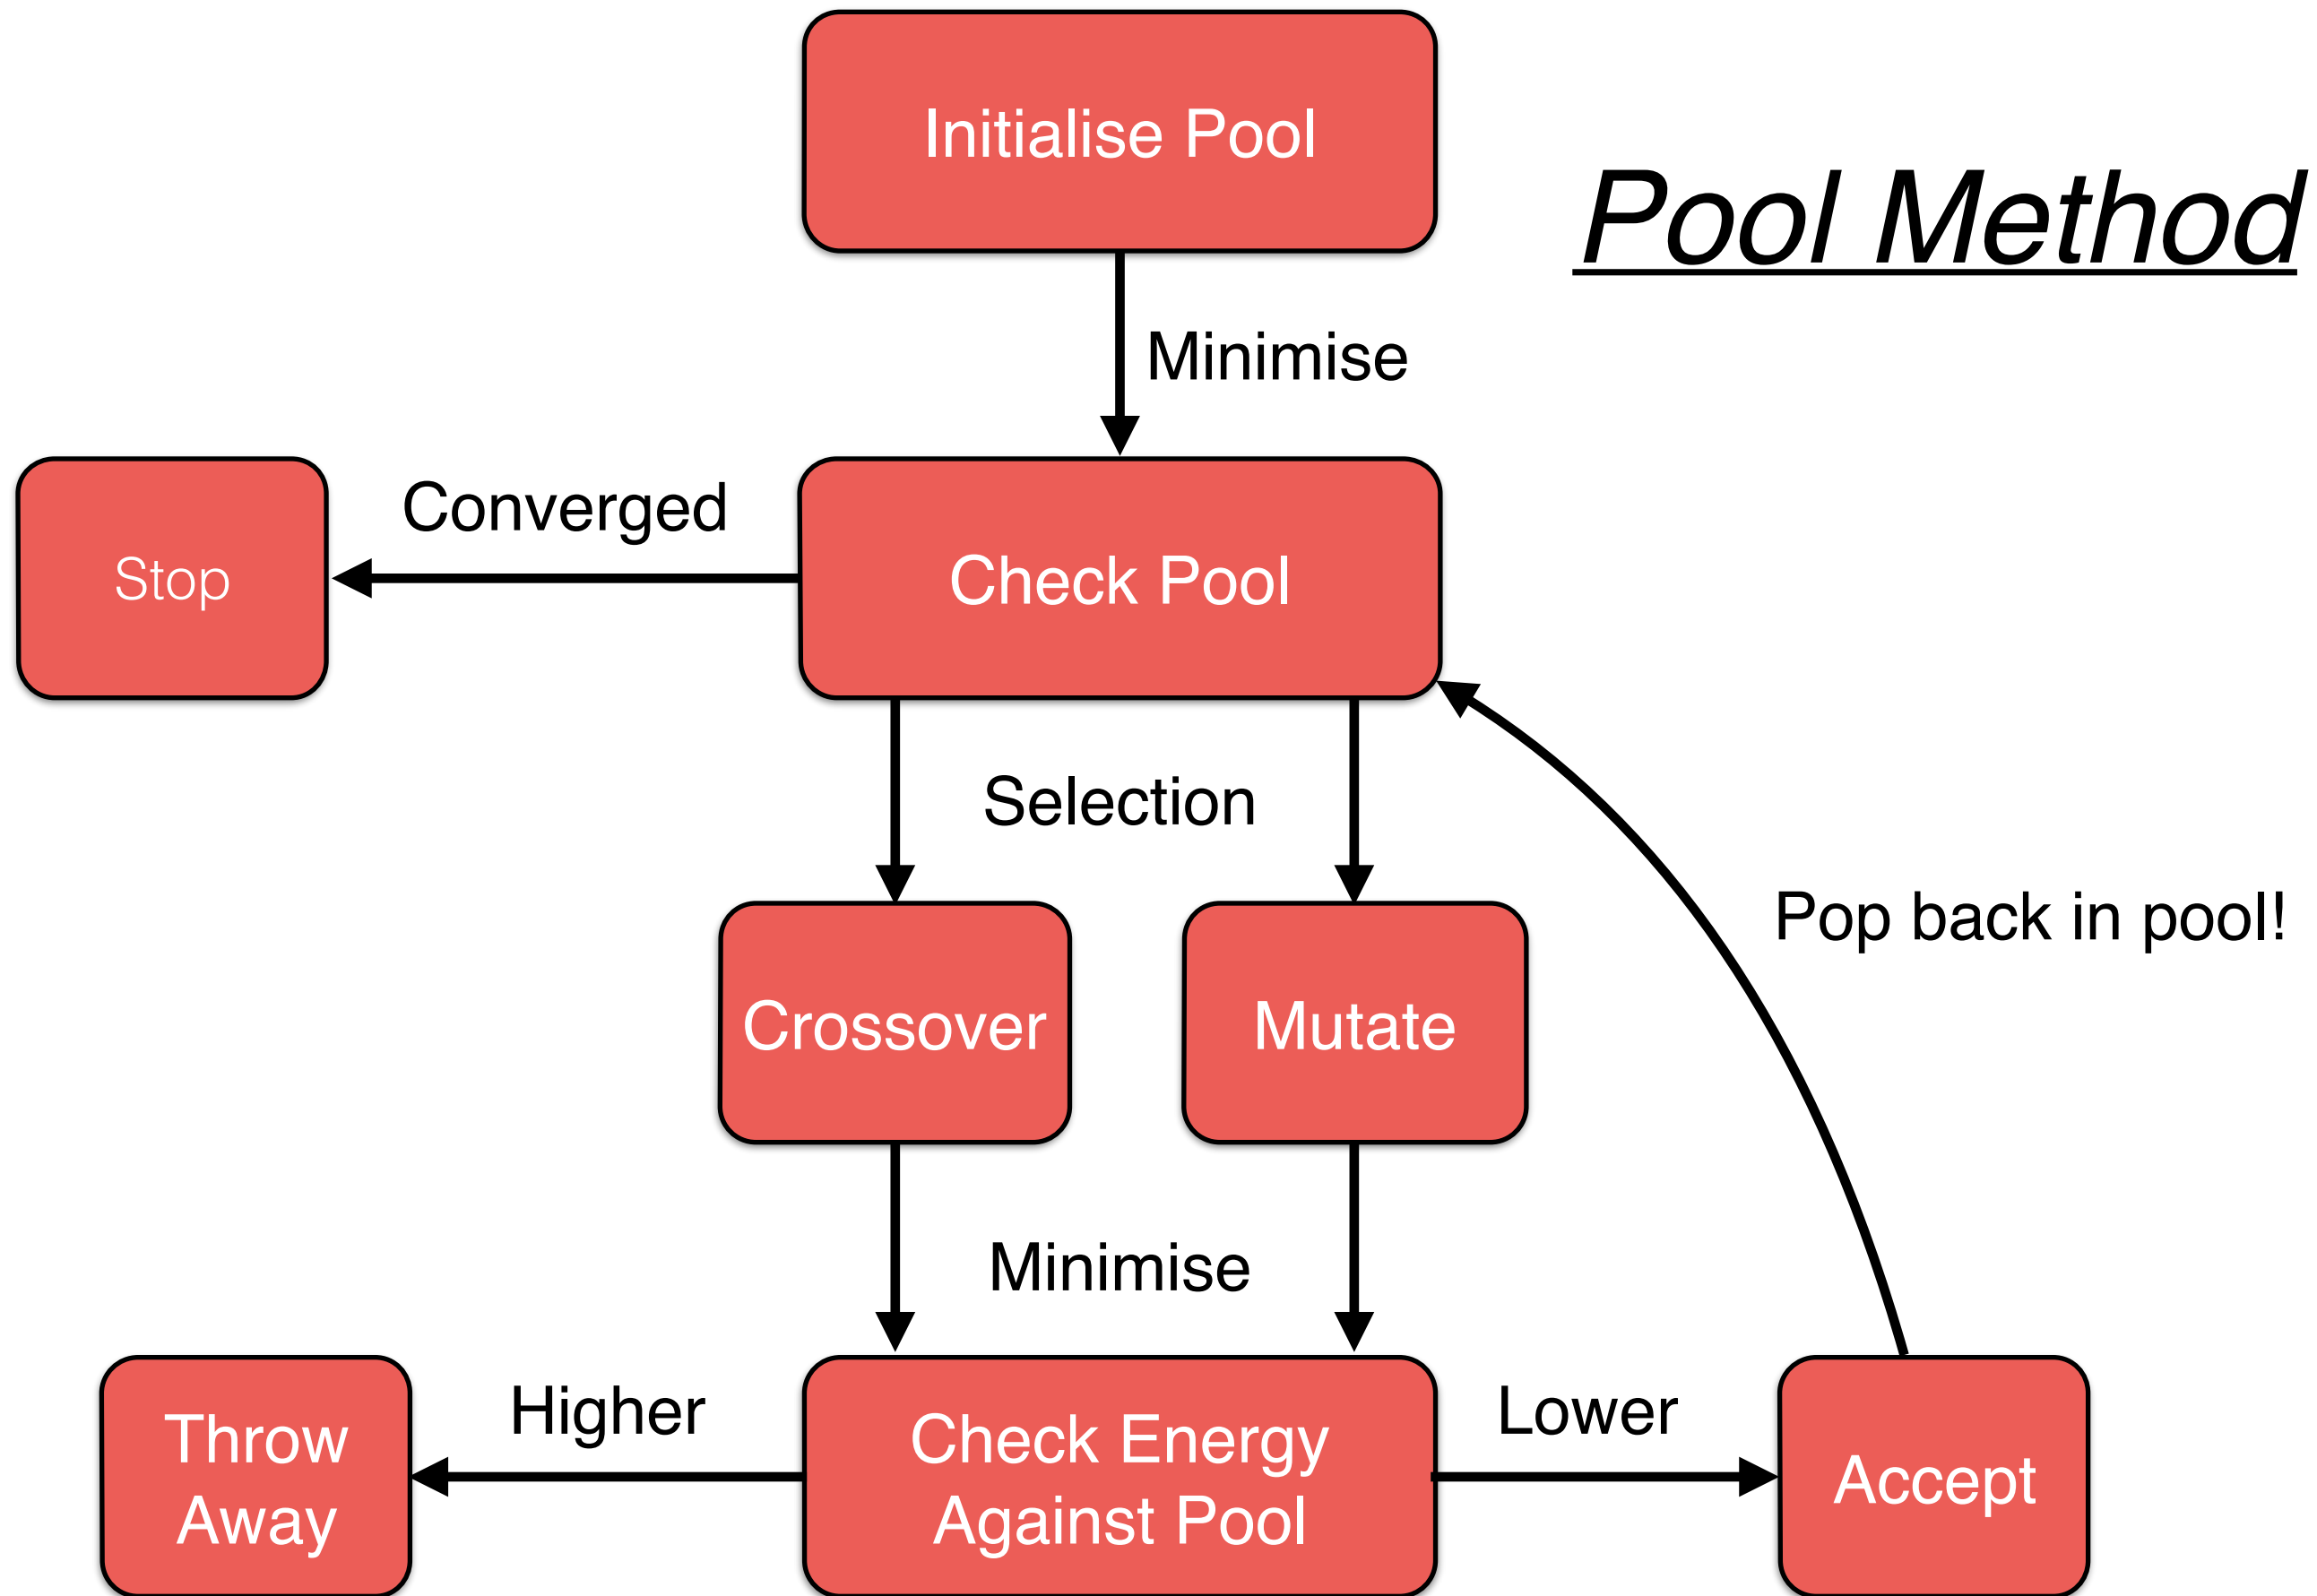 Initialise Pool
Pool Method
Minimise
Converged
Stop
Check Pool
Selection
Pop back in pool!
Crossover
Mutate
Minimise
Higher
Lower
Throw
Away
Check Energy
Against Pool
Accept